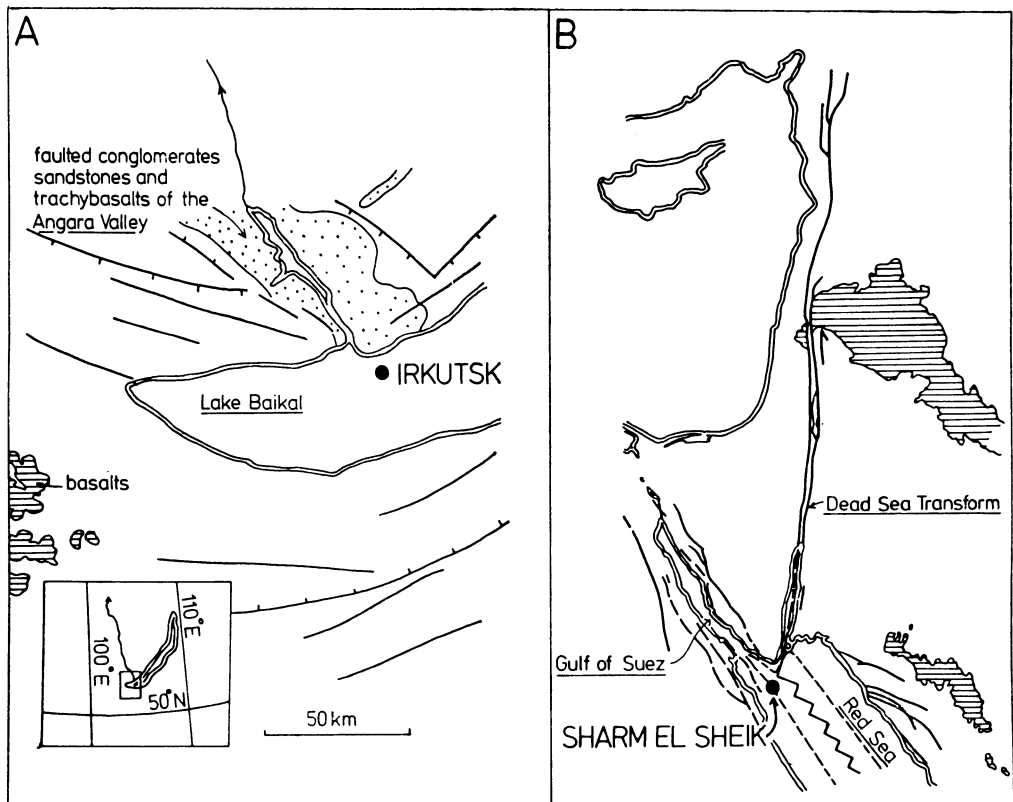 A
faulted conglomerates
sandstones and
trachybasalts of the
Angara Valley
IRKUTSK
Lake Baikal
basalts
110°E
100°E
50°N
50 km
B
Dead Sea Transform
Gulf of Suez
SHARM EL SHEIK
Red Sea